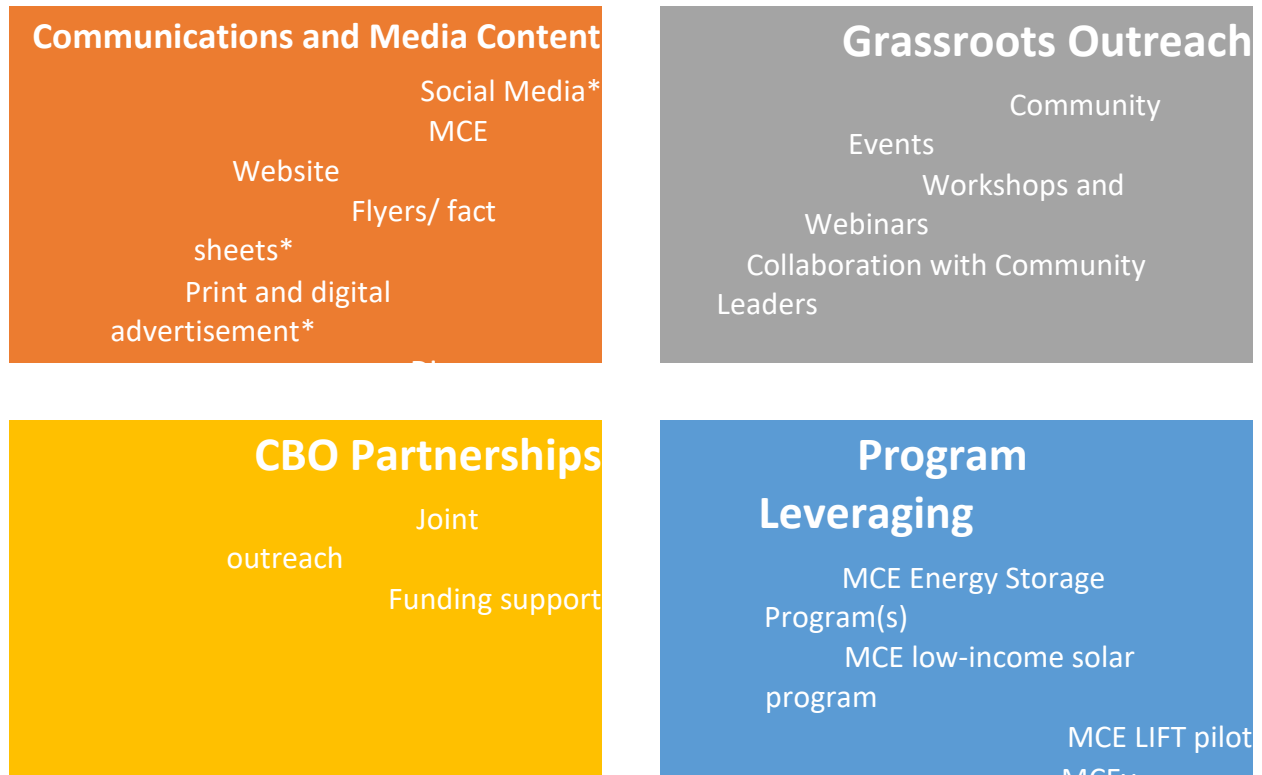 Communications and Media Content
Social Media*
MCE
Website
Flyers/ fact
sheets*
Print and digital
advertisement*
Grassroots Outreach
Community
Events
Workshops and
Webinars
Collaboration with Community
Leaders
CBO Partnerships
Joint
outreach
Funding support
Program
Leveraging
MCE Energy Storage
Program(s)
MCE low-income solar
program
MCE LIFT pilot